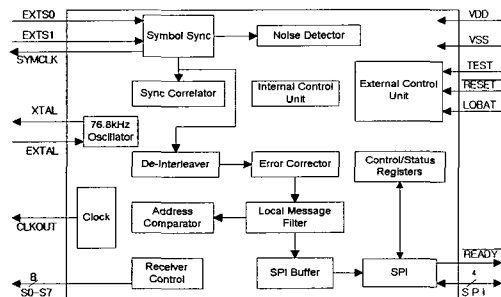 EXTS0
EXTS1
SYMCLK
XTAL
EXTAL
CLKOUT
8
S0-S7
Symbol Sync
Noise Detector
Sync Correlator
Internal Control
Unit
External Control
Unit
76.8kHz
Oscillator
De-Interleaver
Error Corrector
Control/Status
Registers
Clock
Address
Comparator
Local Message
Filter
Receiver
Control
SPI Buffer
SPI
VDD
VSS
TEST
RESET
LOBAT
READY
4